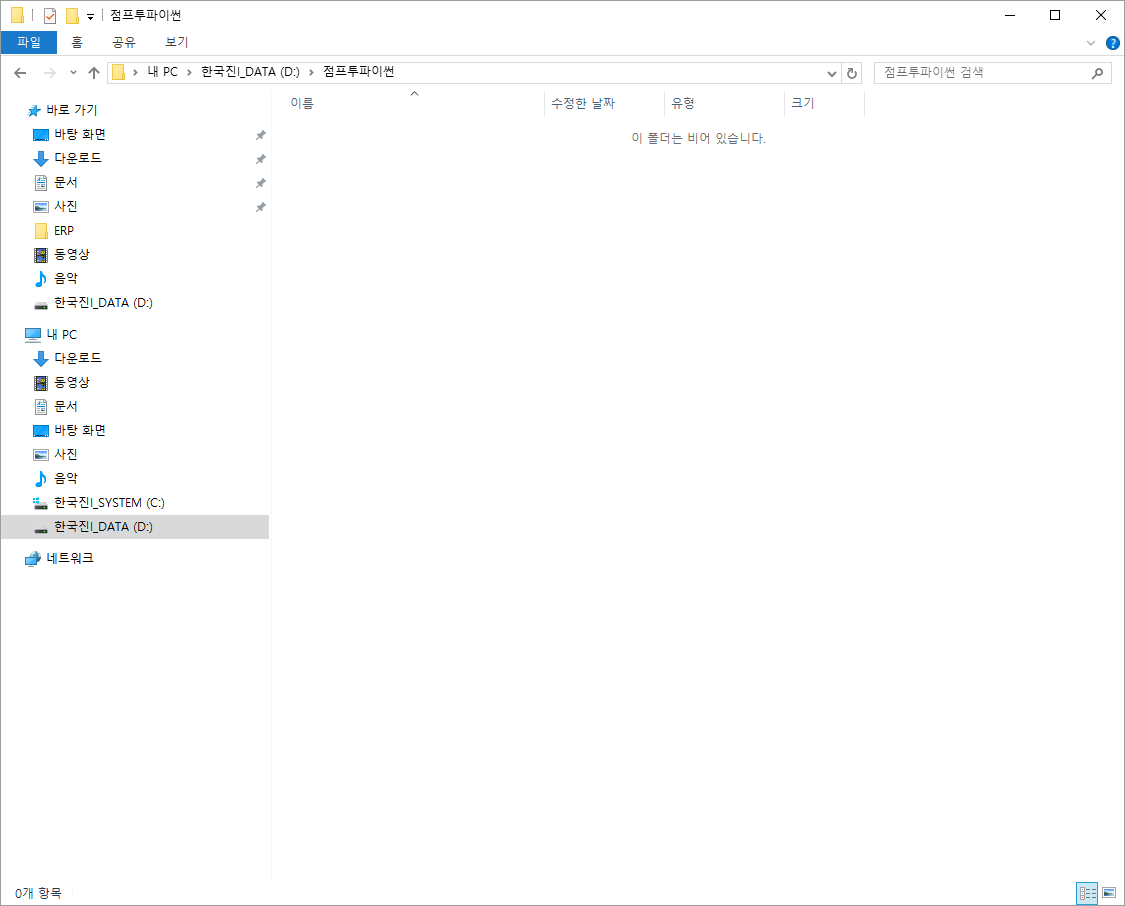 점프투파이썬
파일 홈 공유 보기
내 PC 한국진I_DATA (D:) 점프투파이썬
점프투파이썬 검색
이름 수정한 날짜 유형 크기
이 폴더는 비어 있습니다.
바로 가기
바탕 화면
다운로드
문서
사진
ERP
동영상
음악
한국진I_DATA (D:)
내 PC
다운로드
동영상
문서
바탕 화면
사진
음악
한국진I_SYSTEM (C:)
한국진I_DATA (D:)
네트워크
0개 항목